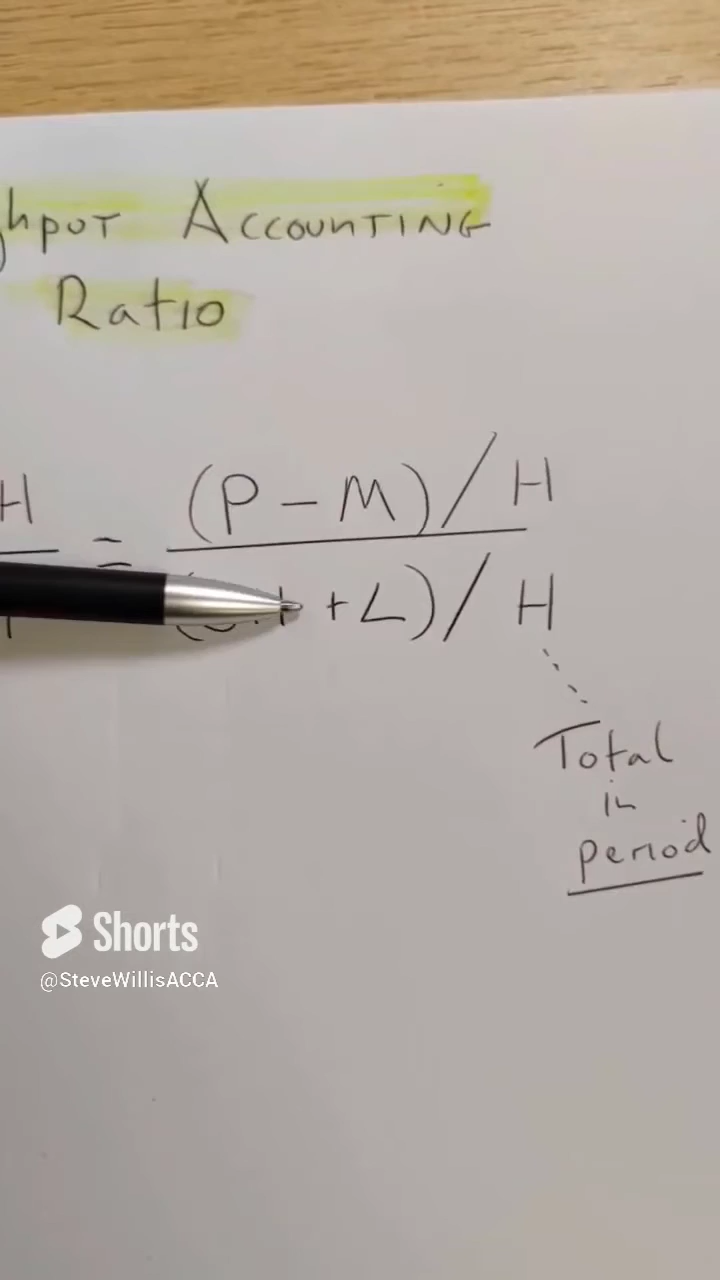 Accounting
Ratio
H = (P - M) / H
+ L) / H
Total
in
period
Shorts
@SteveWillisACCA